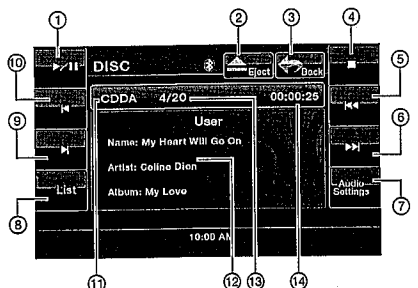 ① ② ③ ④
DISC Eject Back
⑩ ⑤
CDDA 4/20 00:00:25
User
⑨ ⑥
Name: My Heart Will Go On
Artist: Celine Dion
List Audio Settings
Album: My Love
⑧ ⑦
10:00 AM
⑪ ⑫ ⑬ ⑭